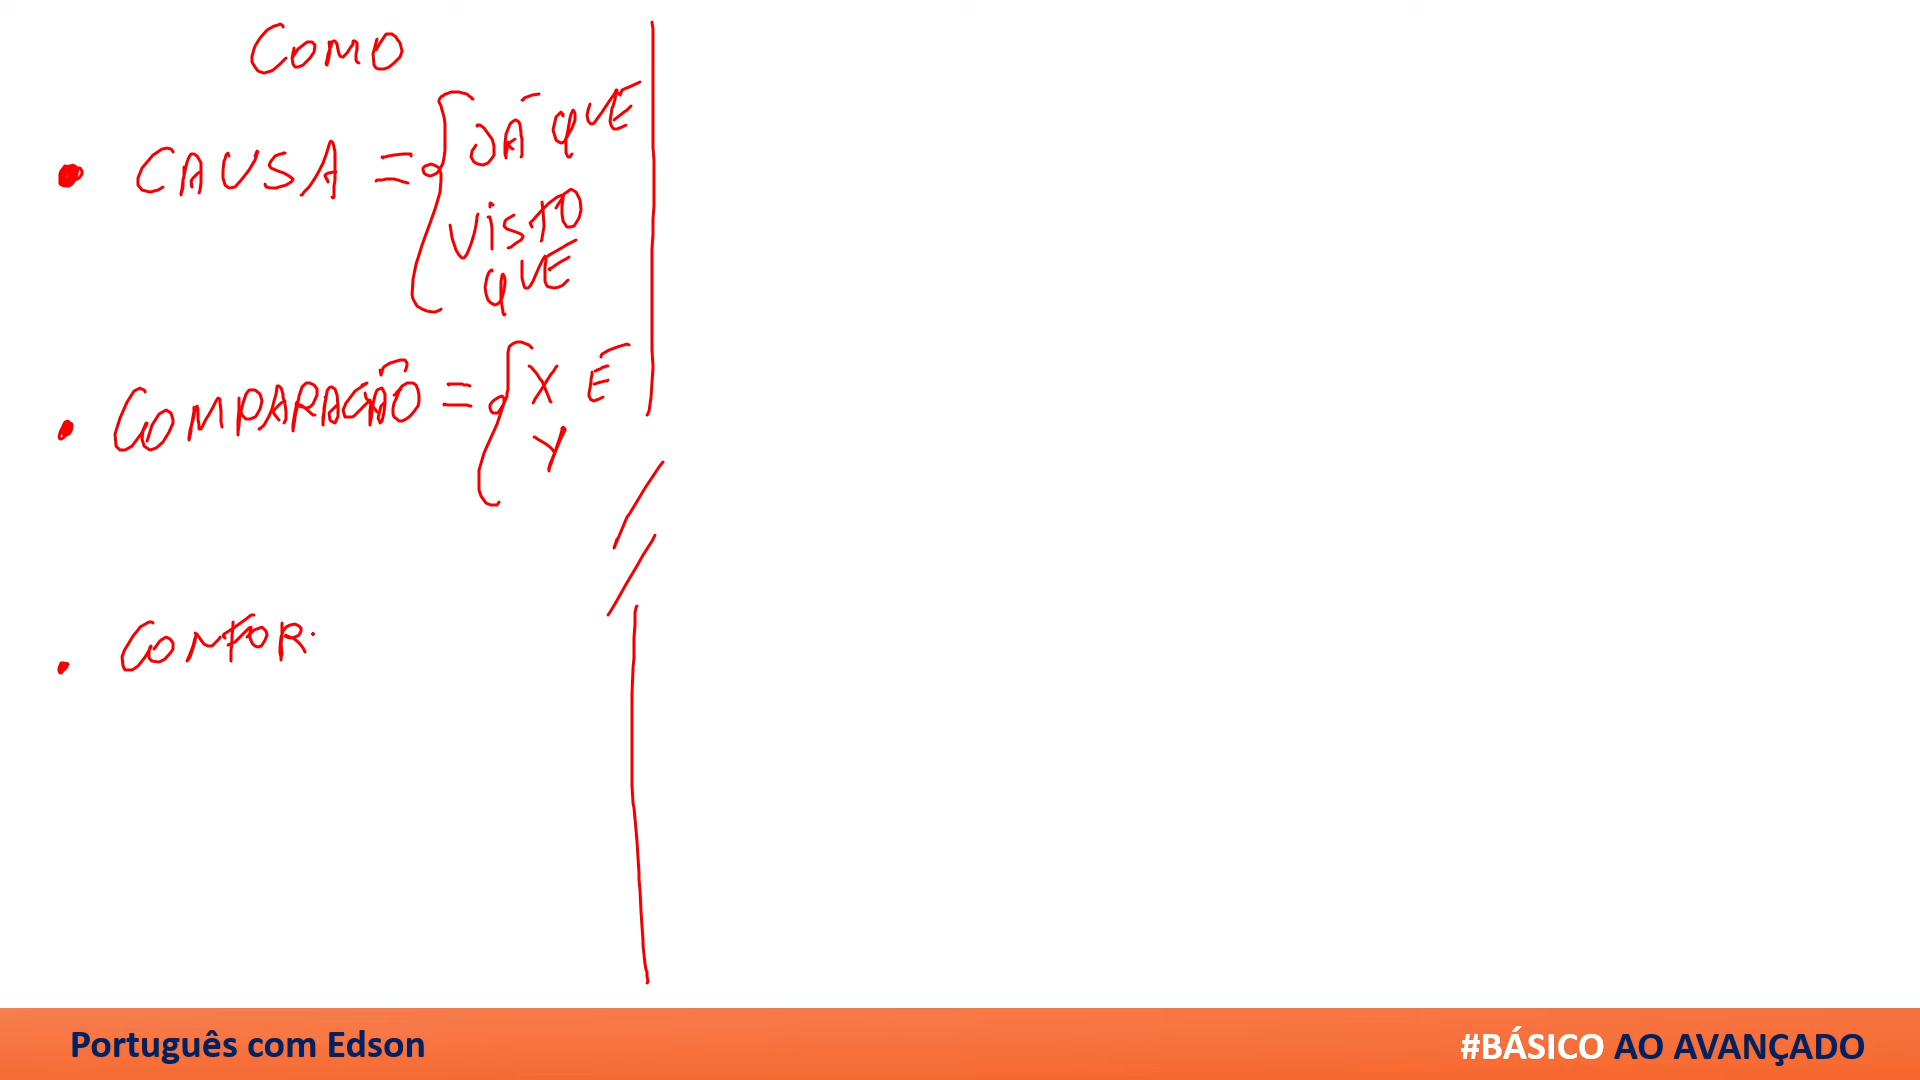 COMO
• CAUSA = { JÁ QUE
VISTO
QUE
• COMPARAÇÃO = { X É
Y
• CONFOR
Português com Edson
#BÁSICO AO AVANÇADO